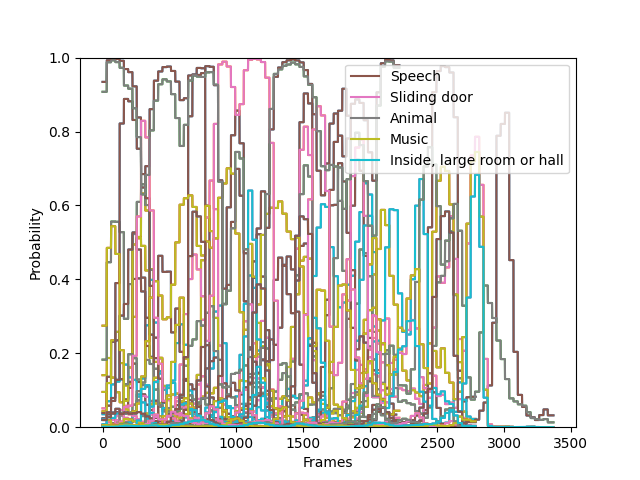 1.0
0.8
0.6
0.4
0.2
0.0
Probability
0
500
1000
1500
2000
2500
3000
3500
Frames
Speech
Sliding door
Animal
Music
Inside, large room or hall